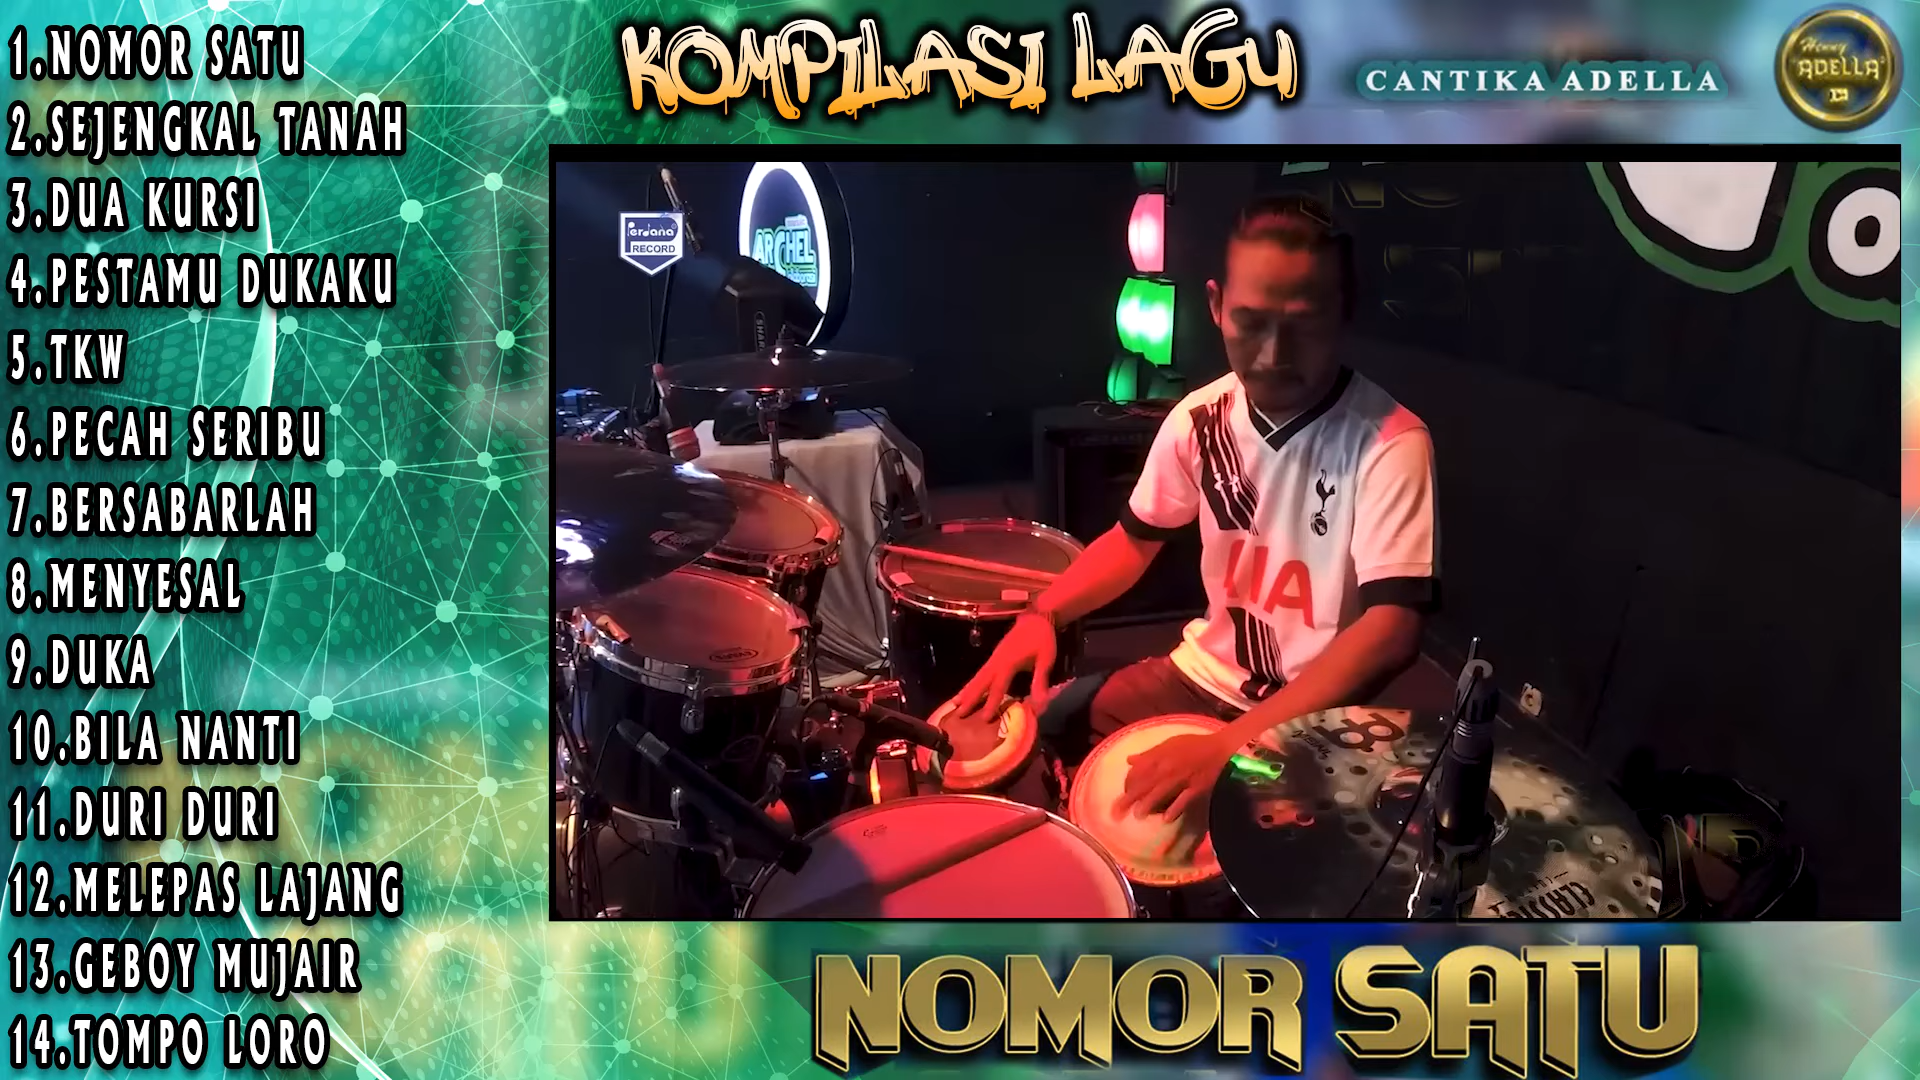 1.NOMOR SATU
2.SEJENGKAL TANAH
3.DUA KURSI
4.PESTAMU DUKAKU
5.TKW
6.PECAH SERIBU
7.BERSABARLAH
8.MENYESAL
9.DUKA
10.BILA NANTI
11.DURI DURI
12.MELEPAS LAJANG
13.GEBOY MUJAIR
14.TOMPO LORO
KOMPILASI LAGU
CANTIKA ADELLA
Henny
ADELLA
Perdana
RECORD
ARCHEL
AIA
NOMOR SATU